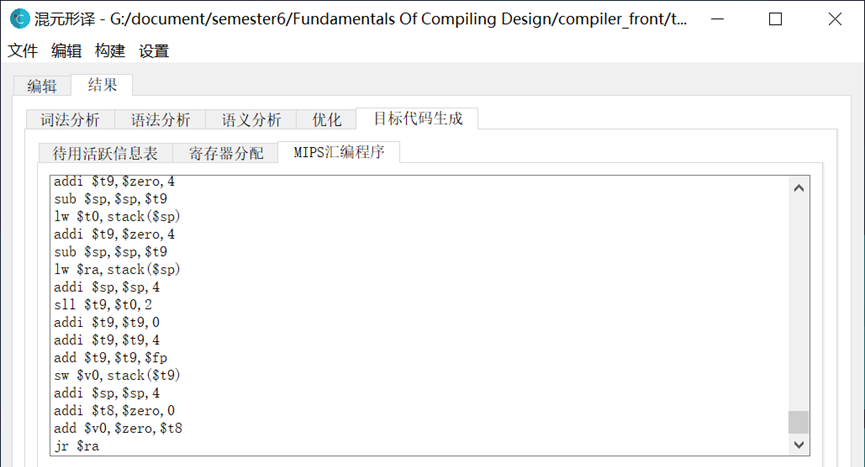 混元形译 - G:/document/semester6/Fundamentals Of Compiling Design/compiler_front/t...
文件 编辑 构建 设置
编辑 结果
词法分析 语法分析 语义分析 优化 目标代码生成
待用活跃信息表 寄存器分配 MIPS汇编程序
addi $t9,$zero,4
sub $sp,$sp,$t9
lw $t0,stack($sp)
addi $t9,$zero,4
sub $sp,$sp,$t9
lw $ra,stack($sp)
addi $sp,$sp,4
sll $t9,$t0,2
addi $t9,$t9,0
addi $t9,$t9,4
add $t9,$t9,$fp
sw $v0,stack($t9)
addi $sp,$sp,4
addi $t8,$zero,0
add $v0,$zero,$t8
jr $ra